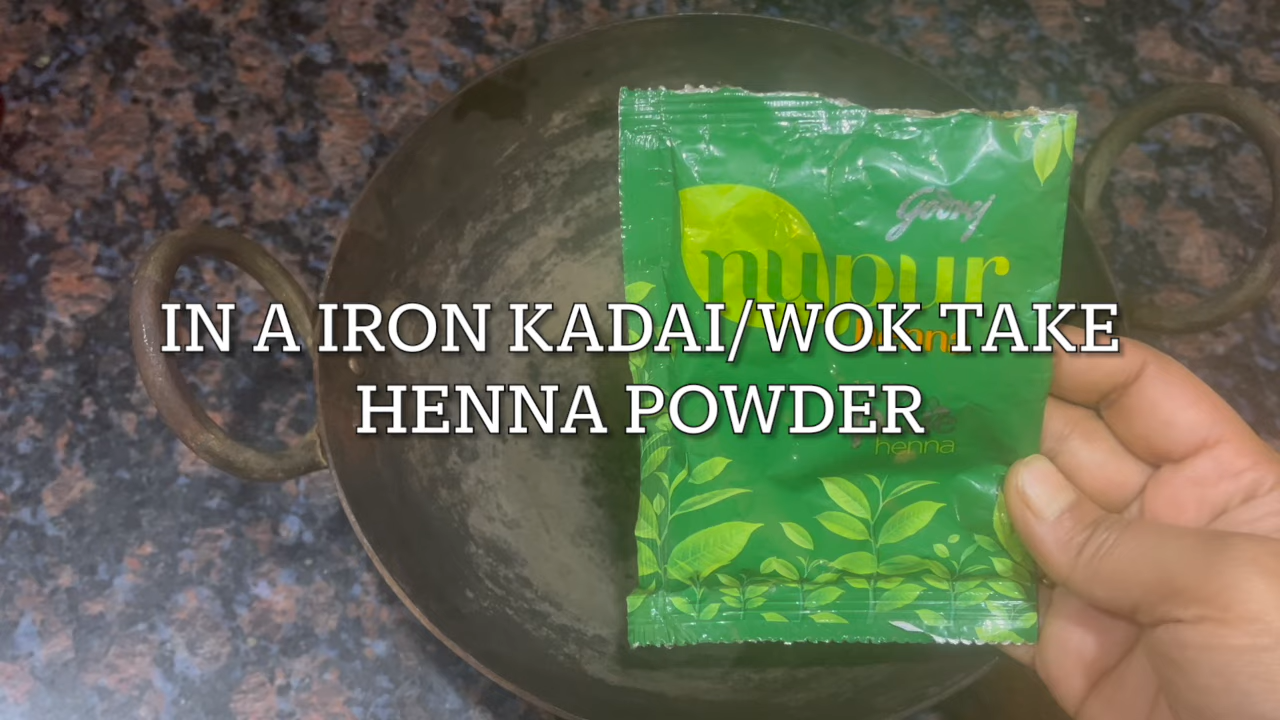 Godrej
nupur
IN A IRON KADAI/WOK TAKE
HENNA POWDER
henna